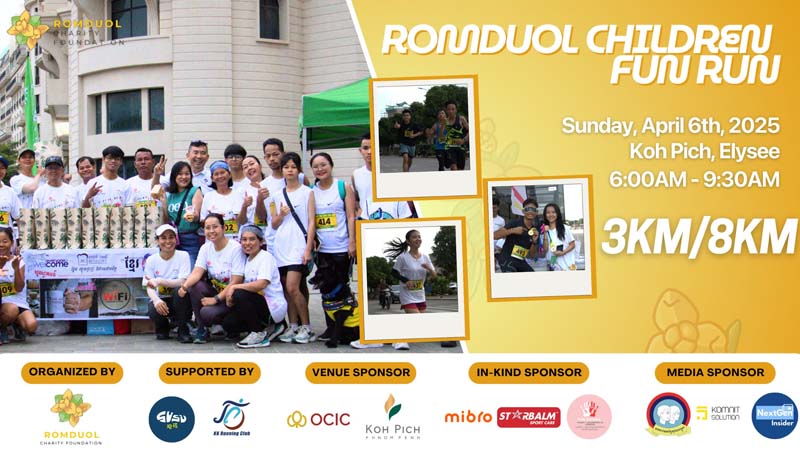 ROMDUOL
CHARITY
FOUNDATION
ROMDUOL CHILDREN
FUN RUN
Sunday, April 6th, 2025
Koh Pich, Elysee
6:00AM - 9:30AM
3KM/8KM
414
WiFi
ORGANIZED BY
SUPPORTED BY
VENUE SPONSOR
IN-KIND SPONSOR
MEDIA SPONSOR
ROMDUOL
CHARITY FOUNDATION
KK Running Club
OCIC
KOH PICH
PHNOM PENH
mibro
STARBALM
SPORT CARE
KOMNIT
SOLUTION
NextGen
Insider